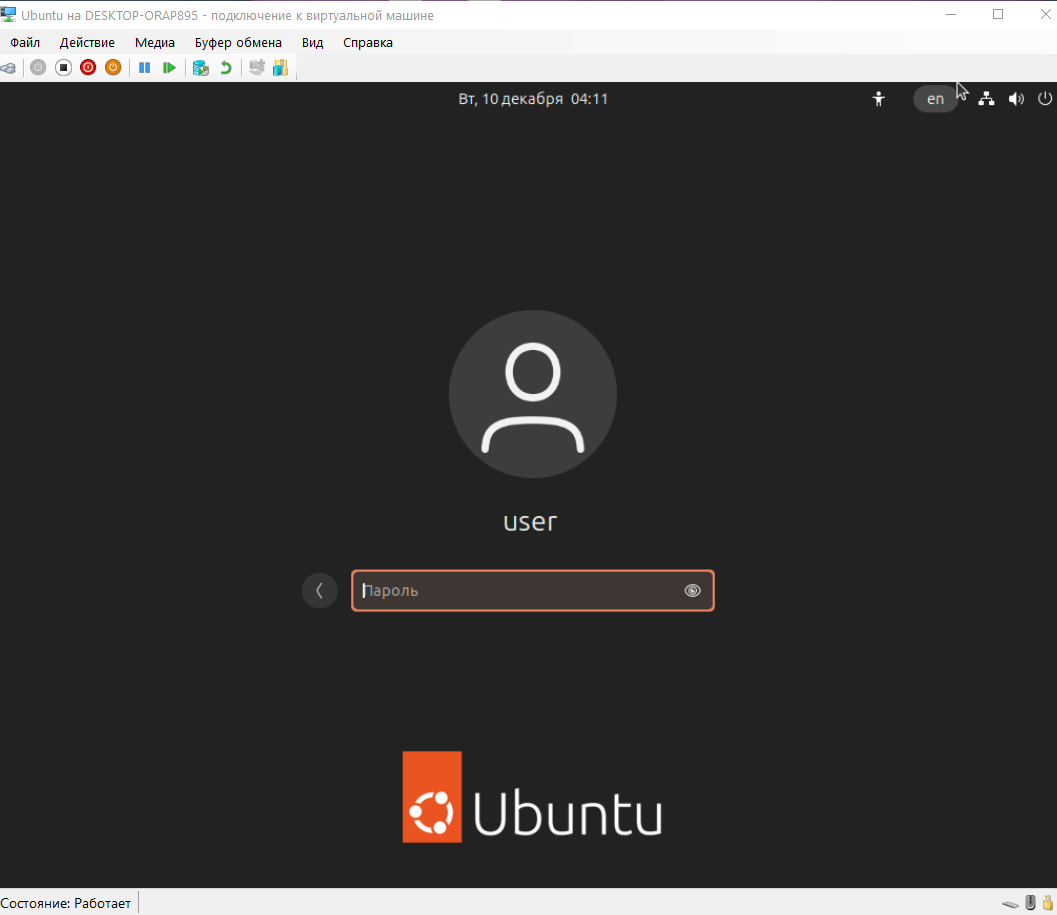 Ubuntu на DESKTOP-ORAP895 - подключение к виртуальной машине
Файл Действие Медиа Буфер обмена Вид Справка
Вт, 10 декабря 04:11 en
user
Пароль
Ubuntu
Состояние: Работает